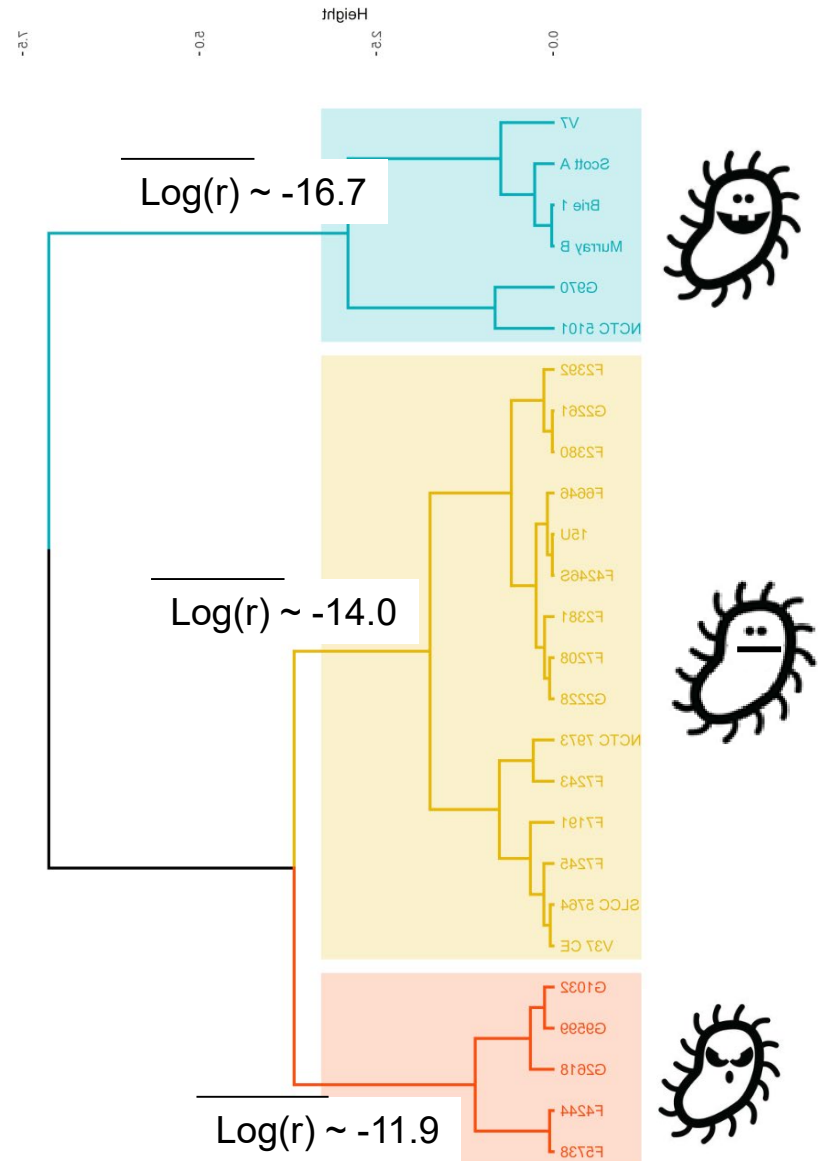 Height
7.5 -
5.0 -
2.5 -
0.0 -
V7
Scott A
Log(r) ~ -16.7
Brie 1
Murray B
G970
NCTC 5101
F2392
G2261
F2380
F6646
15U
F4246S
Log(r) ~ -14.0
F2381
F7208
G2228
NCTC 7973
F7243
F7191
F7245
SLCC 5764
V37 CE
G1032
G9599
G2618
F4244
Log(r) ~ -11.9
F5738